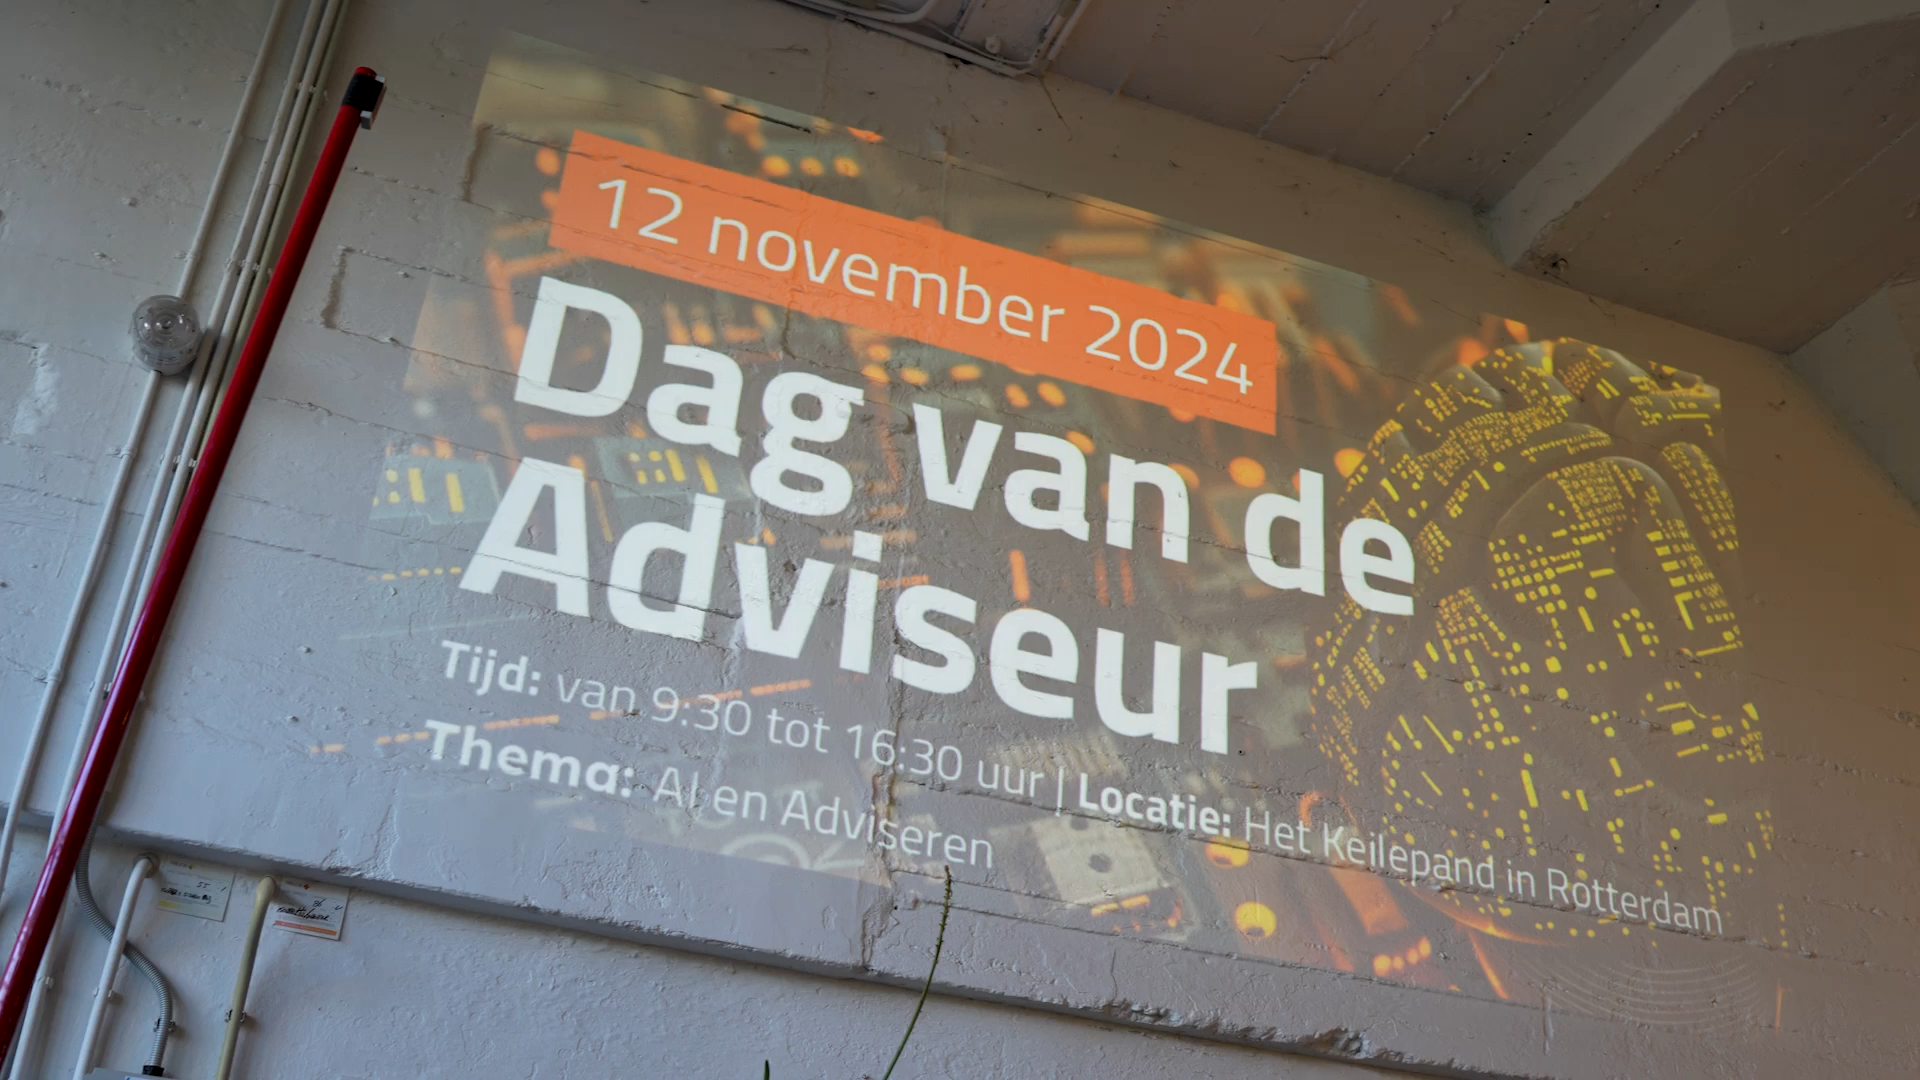 12 november 2024
Dag van de
Adviseur
Tijd: van 9:30 tot 16:30 uur | Locatie: Het Keilepand in Rotterdam
Thema: AI en Adviseren